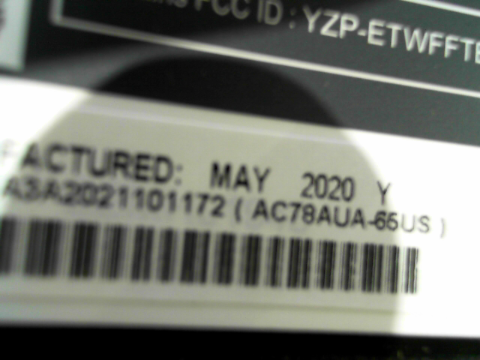 FCC ID : YZP-ETWFFTE
FACTURED: MAY 2020 Y
A3A2021101172 ( AC78AUA-65US )